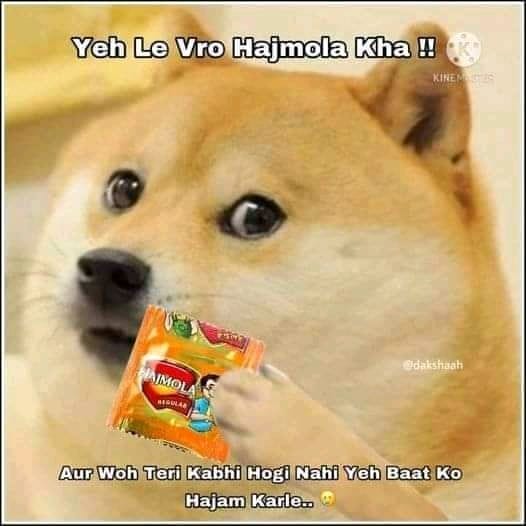 Yeh Le Vro Hajmola Kha !!
K
KINEMASTER
@dakshaah
HAJMOLA
REGULAR
Aur Woh Teri Kabhi Hogi Nahi Yeh Baat Ko
Hajam Karle.. 🥲